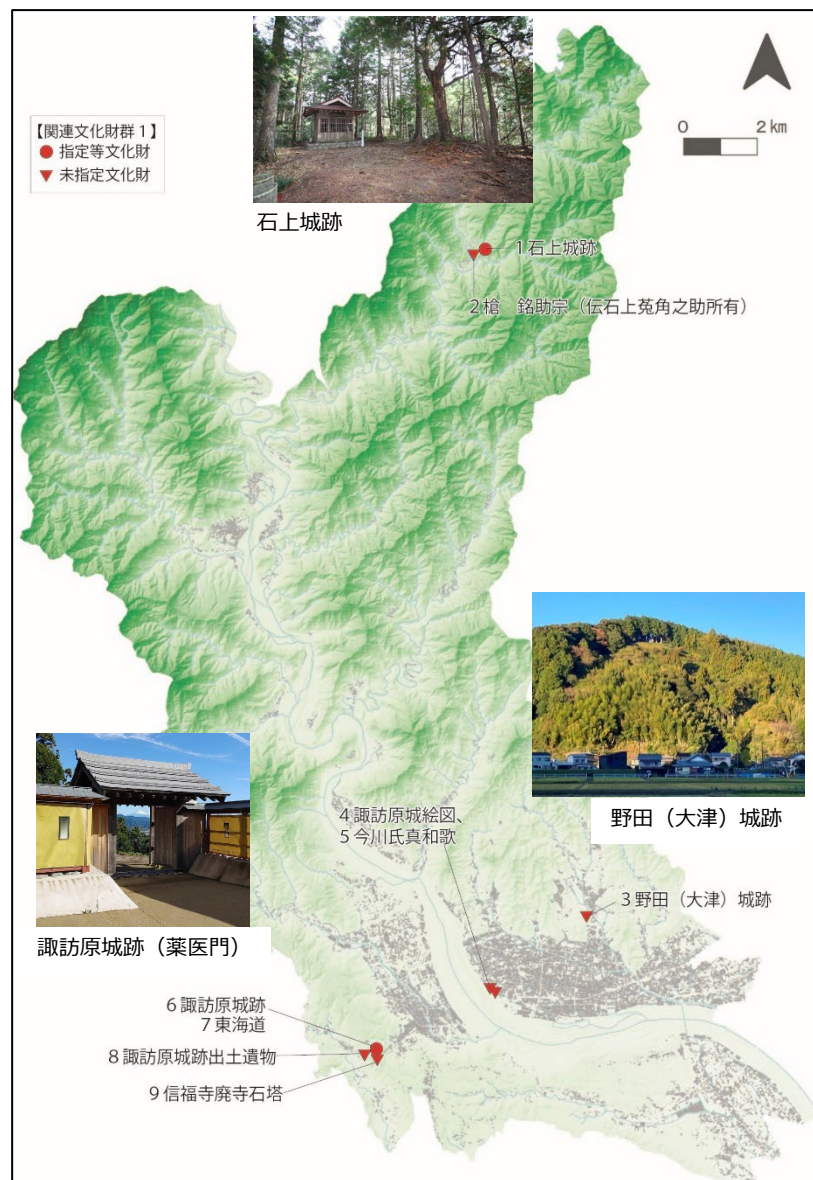 【関連文化財群1】
● 指定等文化財
▼ 未指定文化財
0 2km
石上城跡
1石上城跡
2槍 銘助宗(伝石上菟角之助所有)
野田(大津)城跡
4諏訪原城絵図、
5今川氏真和歌
3野田(大津)城跡
諏訪原城跡(薬医門)
6諏訪原城跡
7東海道
8諏訪原城跡出土遺物
9信福寺廃寺石塔